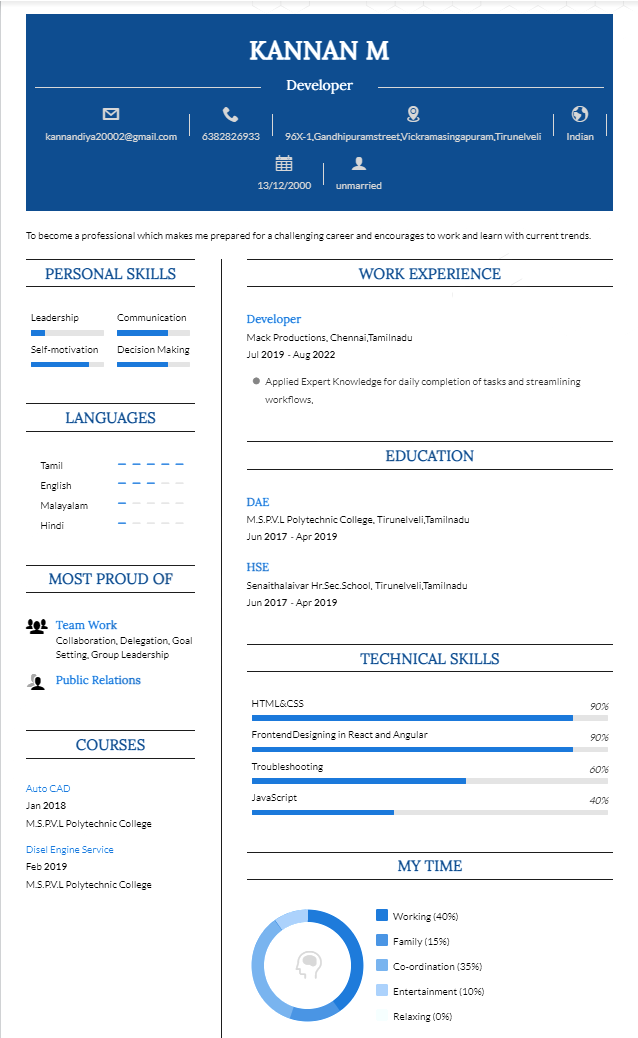 KANNAN M
Developer
kannandiya20002@gmail.com
6382826933
96X-1,Gandhipuramstreet,Vickramasingapuram,Tirunelveli
Indian
13/12/2000
unmarried
To become a professional which makes me prepared for a challenging career and encourages to work and learn with current trends.
PERSONAL SKILLS
Leadership
Communication
Self-motivation
Decision Making
LANGUAGES
Tamil
English
Malayalam
Hindi
MOST PROUD OF
Team Work
Collaboration, Delegation, Goal
Setting, Group Leadership
Public Relations
COURSES
Auto CAD
Jan 2018
M.S.P.V.L Polytechnic College
Disel Engine Service
Feb 2019
M.S.P.V.L Polytechnic College
WORK EXPERIENCE
Developer
Mack Productions, Chennai,Tamilnadu
Jul 2019 - Aug 2022
Applied Expert Knowledge for daily completion of tasks and streamlining
workflows,
EDUCATION
DAE
M.S.P.V.L Polytechnic College, Tirunelveli,Tamilnadu
Jun 2017 - Apr 2019
HSE
Senaithalaivar Hr.Sec.School, Tirunelveli,Tamilnadu
Jun 2017 - Apr 2019
TECHNICAL SKILLS
HTML&CSS
90%
FrontendDesigning in React and Angular
90%
Troubleshooting
60%
JavaScript
40%
MY TIME
Working (40%)
Family (15%)
Co-ordination (35%)
Entertainment (10%)
Relaxing (0%)